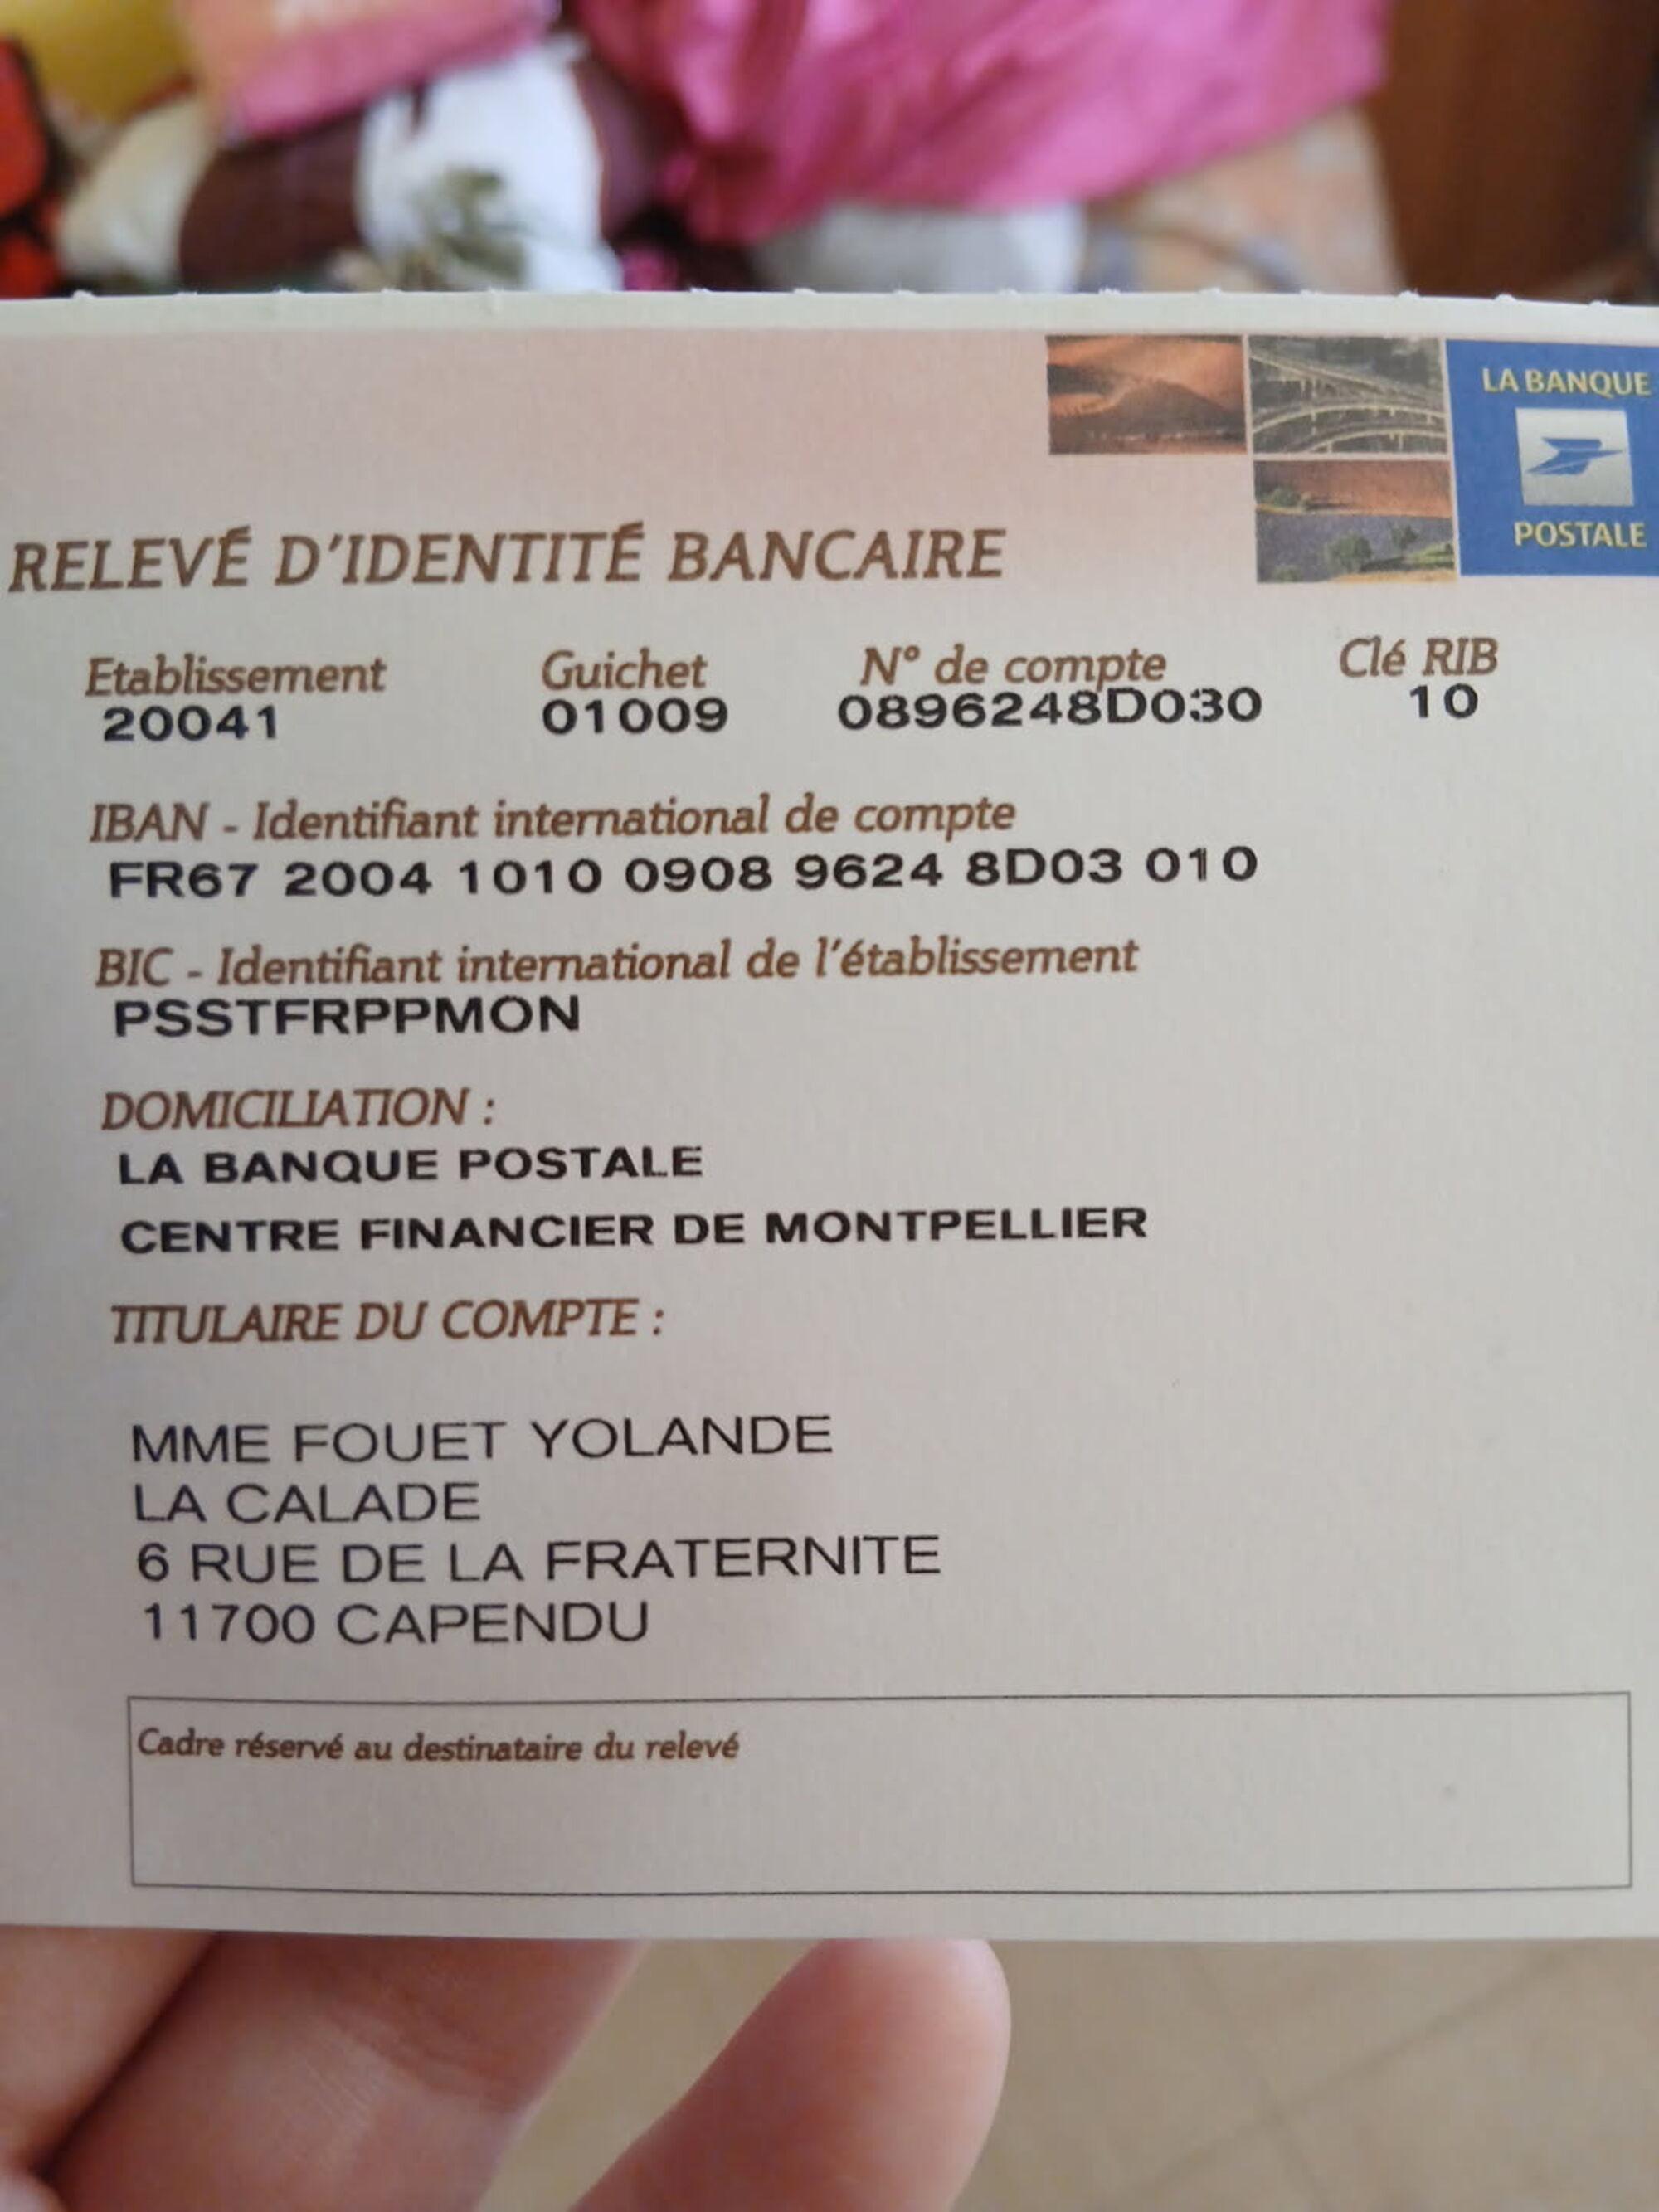 LA BANQUE
POSTALE
RELEVÉ D'IDENTITÉ BANCAIRE
Etablissement Guichet N° de compte Clé RIB
20041 01009 0896248D030 10
IBAN - Identifiant international de compte
FR67 2004 1010 0908 9624 8D03 010
BIC - Identifiant international de l'établissement
PSSTFRPPMON
DOMICILIATION :
LA BANQUE POSTALE
CENTRE FINANCIER DE MONTPELLIER
TITULAIRE DU COMPTE :
MME FOUET YOLANDE
LA CALADE
6 RUE DE LA FRATERNITE
11700 CAPENDU
Cadre réservé au destinataire du relevé